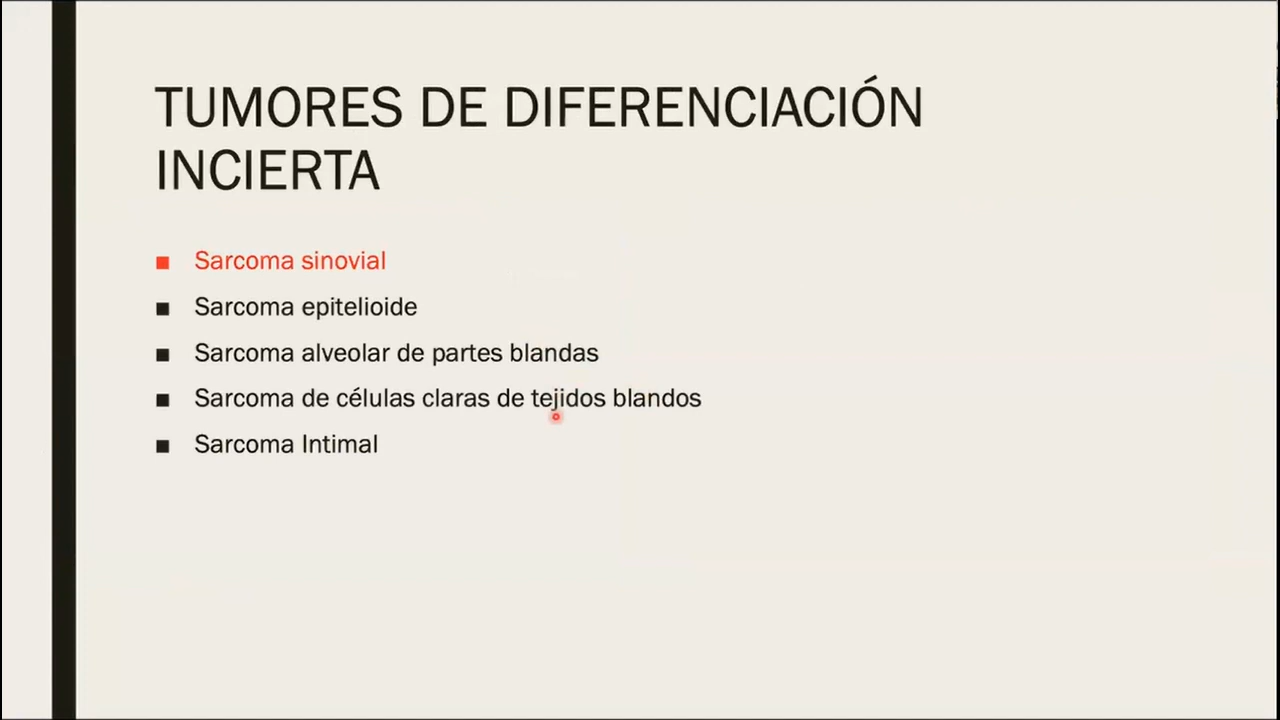 TUMORES DE DIFERENCIACIÓN
INCIERTA
Sarcoma sinovial
Sarcoma epitelioide
Sarcoma alveolar de partes blandas
Sarcoma de células claras de tejidos blandos
Sarcoma Intimal